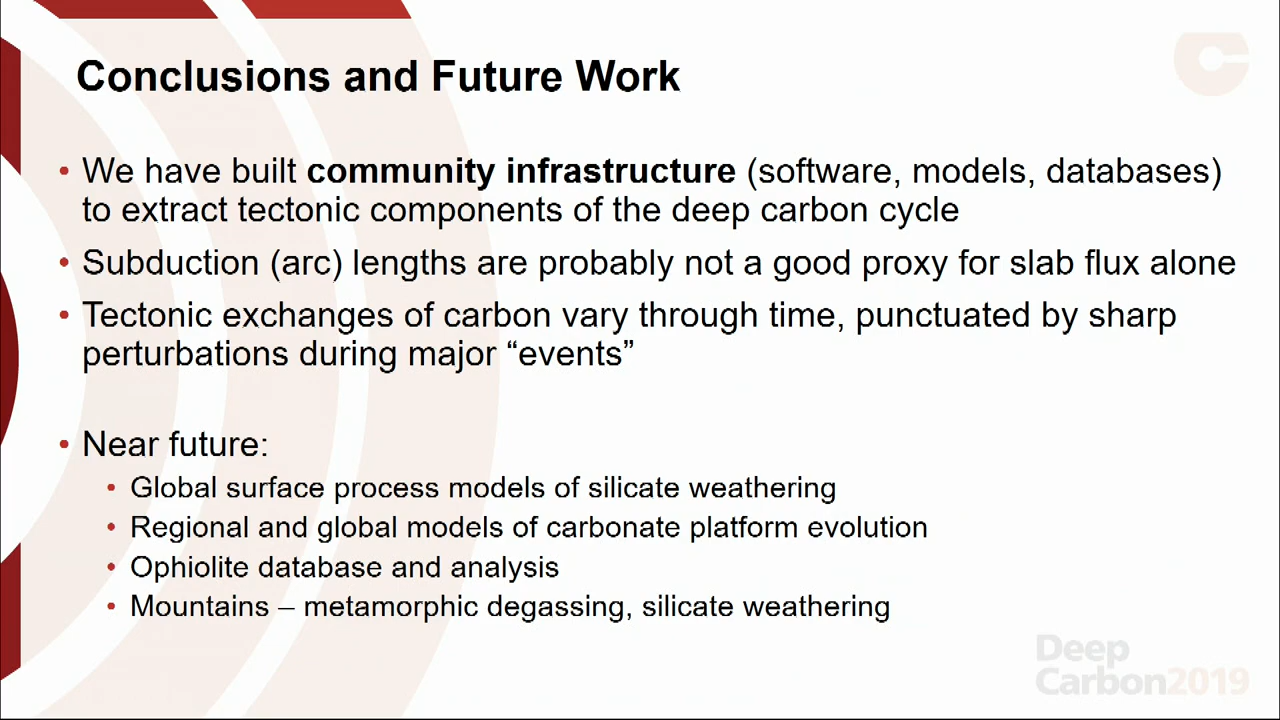 Conclusions and Future Work
• We have built community infrastructure (software, models, databases)
to extract tectonic components of the deep carbon cycle
• Subduction (arc) lengths are probably not a good proxy for slab flux alone
• Tectonic exchanges of carbon vary through time, punctuated by sharp
perturbations during major “events”
• Near future:
• Global surface process models of silicate weathering
• Regional and global models of carbonate platform evolution
• Ophiolite database and analysis
• Mountains – metamorphic degassing, silicate weathering
Deep
Carbon2019